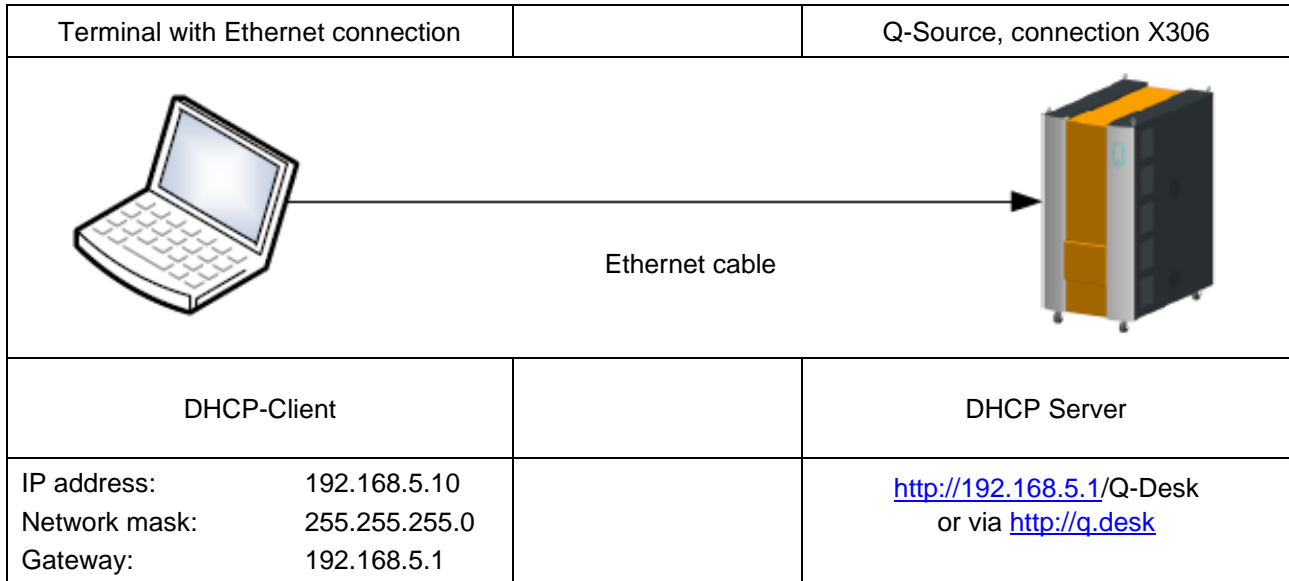 Terminal with Ethernet connection
Q-Source, connection X306
Ethernet cable
DHCP-Client
DHCP Server
IP address: 192.168.5.10
Network mask: 255.255.255.0
Gateway: 192.168.5.1
http://192.168.5.1/Q-Desk
or via http://q.desk